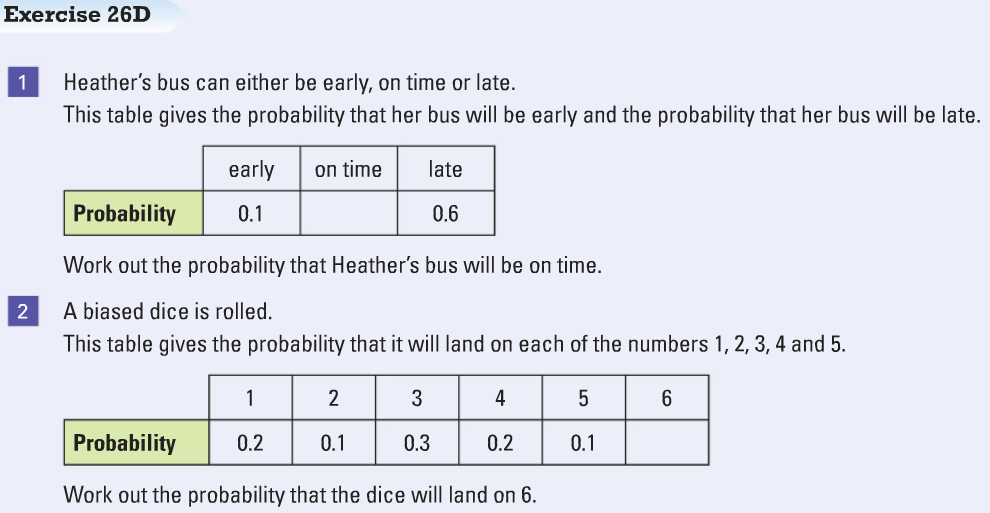 Exercise 26D
1 Heather's bus can either be early, on time or late.
This table gives the probability that her bus will be early and the probability that her bus will be late.
early on time late
Probability 0.1 0.6
Work out the probability that Heather's bus will be on time.
2 A biased dice is rolled.
This table gives the probability that it will land on each of the numbers 1, 2, 3, 4 and 5.
1 2 3 4 5 6
Probability 0.2 0.1 0.3 0.2 0.1
Work out the probability that the dice will land on 6.